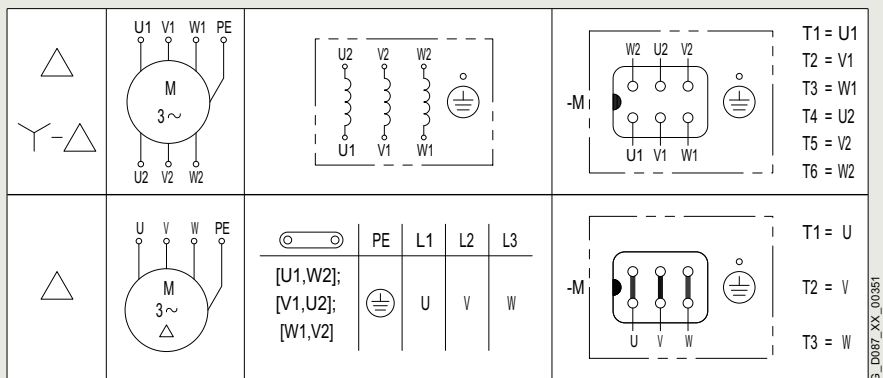 U1 V1 W1 PE
M
3~
U2 V2 W2
U2 V2 W2
U1 V1 W1
-M
W2 U2 V2
U1 V1 W1
T1 = U1
T2 = V1
T3 = W1
T4 = U2
T5 = V2
T6 = W2
U V W PE
M
3~
PE L1 L2 L3
[U1,W2];
[V1,U2];
[W1,V2]
U V W
-M
U V W
T1 = U
T2 = V
T3 = W
_D087_XX_00351